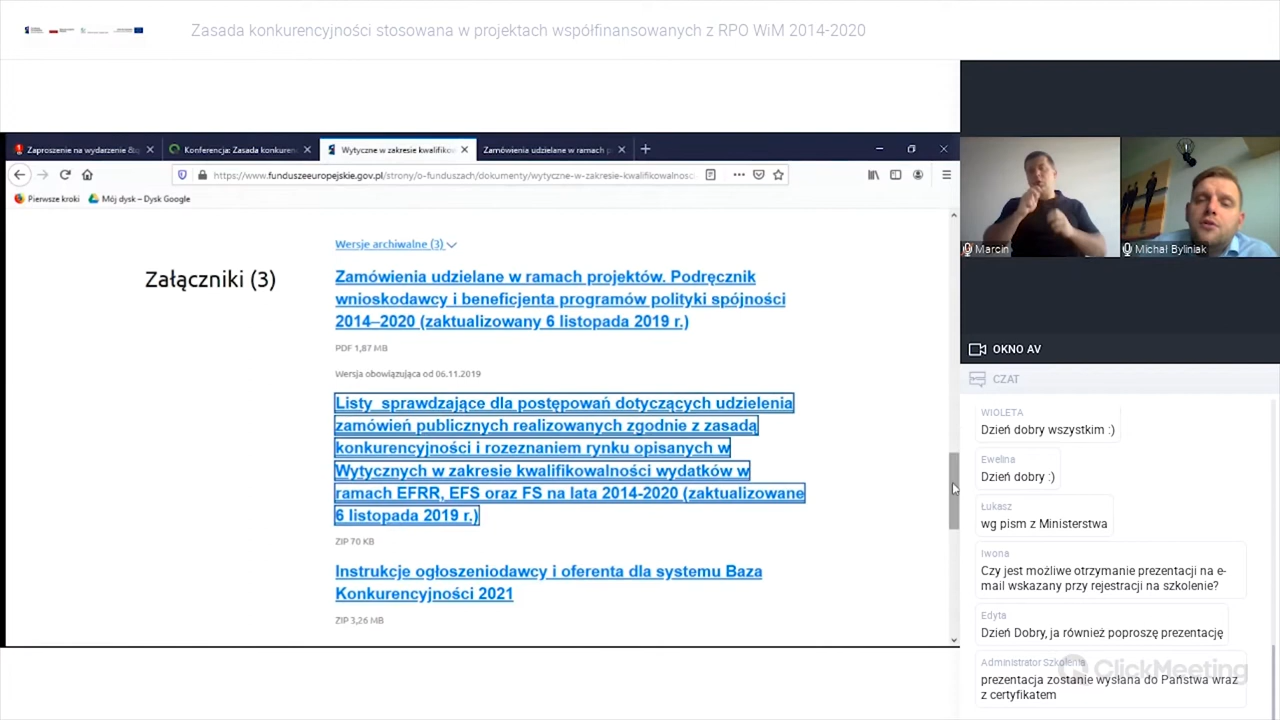 Zasada konkurencyjności stosowana w projektach współfinansowanych z RPO WiM 2014-2020
Zaproszenie na wydarzenie
Konferencja: Zasada konkuren
Wytyczne w zakresie kwalifiko
Zamówienia udzielane w ramach p
https://www.funduszeeuropejskie.gov.pl/strony/o-funduszach/dokumenty/wytyczne-w-zakresie-kwalifikowalnosc
Pierwsze kroki
Mój dysk – Dysk Google
Załączniki (3)
Wersje archiwalne (3)
Zamówienia udzielane w ramach projektów. Podręcznik
wnioskodawcy i beneficjenta programów polityki spójności
2014–2020 (zaktualizowany 6 listopada 2019 r.)
PDF 1,87 MB
Wersja obowiązująca od 06.11.2019
Listy sprawdzające dla postępowań dotyczących udzielenia
zamówień publicznych realizowanych zgodnie z zasadą
konkurencyjności i rozeznaniem rynku opisanych w
Wytycznych w zakresie kwalifikowalności wydatków w
ramach EFRR, EFS oraz FS na lata 2014-2020 (zaktualizowane
6 listopada 2019 r.)
ZIP 70 KB
Instrukcje ogłoszeniodawcy i oferenta dla systemu Baza
Konkurencyjności 2021
ZIP 3,26 MB
Marcin
Michał Byliniak
OKNO AV
CZAT
WIOLETA
Dzień dobry wszystkim :)
Ewelina
Dzień dobry :)
Łukasz
wg pism z Ministerstwa
Iwona
Czy jest możliwe otrzymanie prezentacji na e-
mail wskazany przy rejestracji na szkolenie?
Edyta
Dzień Dobry, ja również poproszę prezentację
Administrator Szkolenie
prezentacja zostanie wysłana do Państwa wraz
z certyfikatem
ClickMeeting